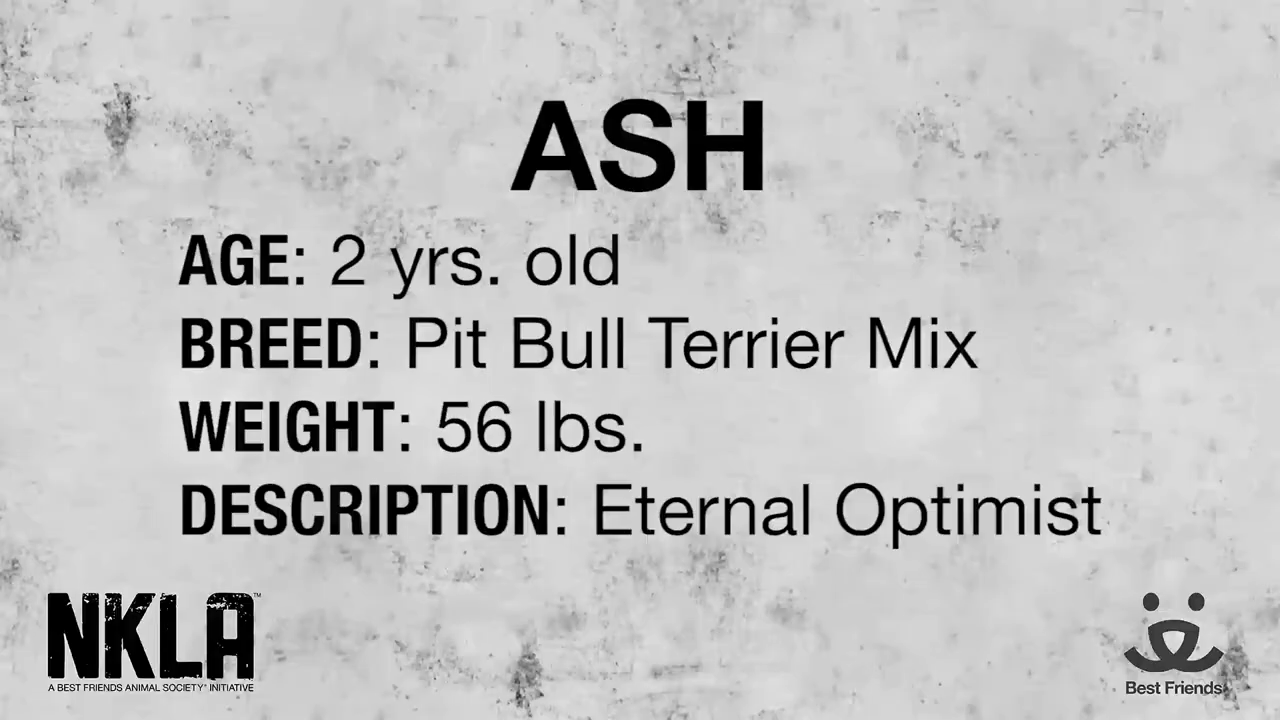 ASH
AGE: 2 yrs. old
BREED: Pit Bull Terrier Mix
WEIGHT: 56 lbs.
DESCRIPTION: Eternal Optimist
NKLA™
A BEST FRIENDS ANIMAL SOCIETY® INITIATIVE
Best Friends